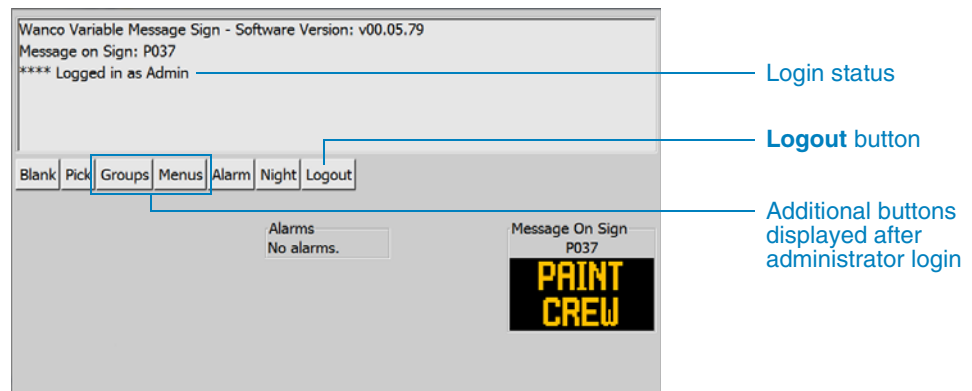 Wanco Variable Message Sign - Software Version: v00.05.79
Message on Sign: P037
**** Logged in as Admin
Login status
Logout button
Blank Pick Groups Menus Alarm Night Logout
Additional buttons
displayed after
administrator login
Alarms
No alarms.
Message On Sign
P037
PAINT
CREW